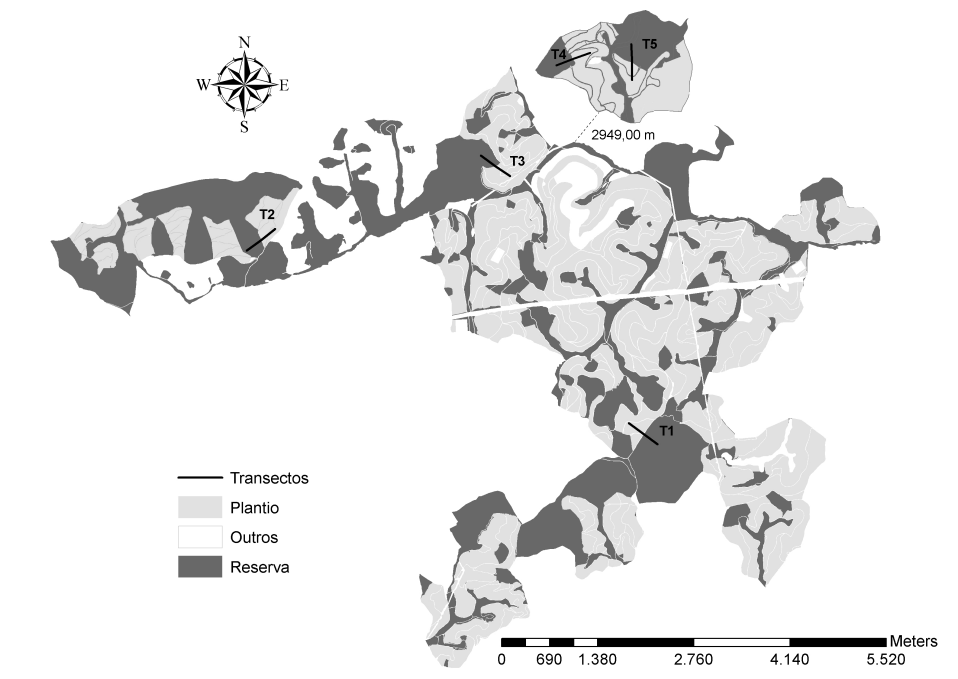 N
W E
S
T4
T5
2949,00 m
T3
T2
T1
Transectos
Plantio
Outros
Reserva
Meters
0 690 1.380 2.760 4.140 5.520